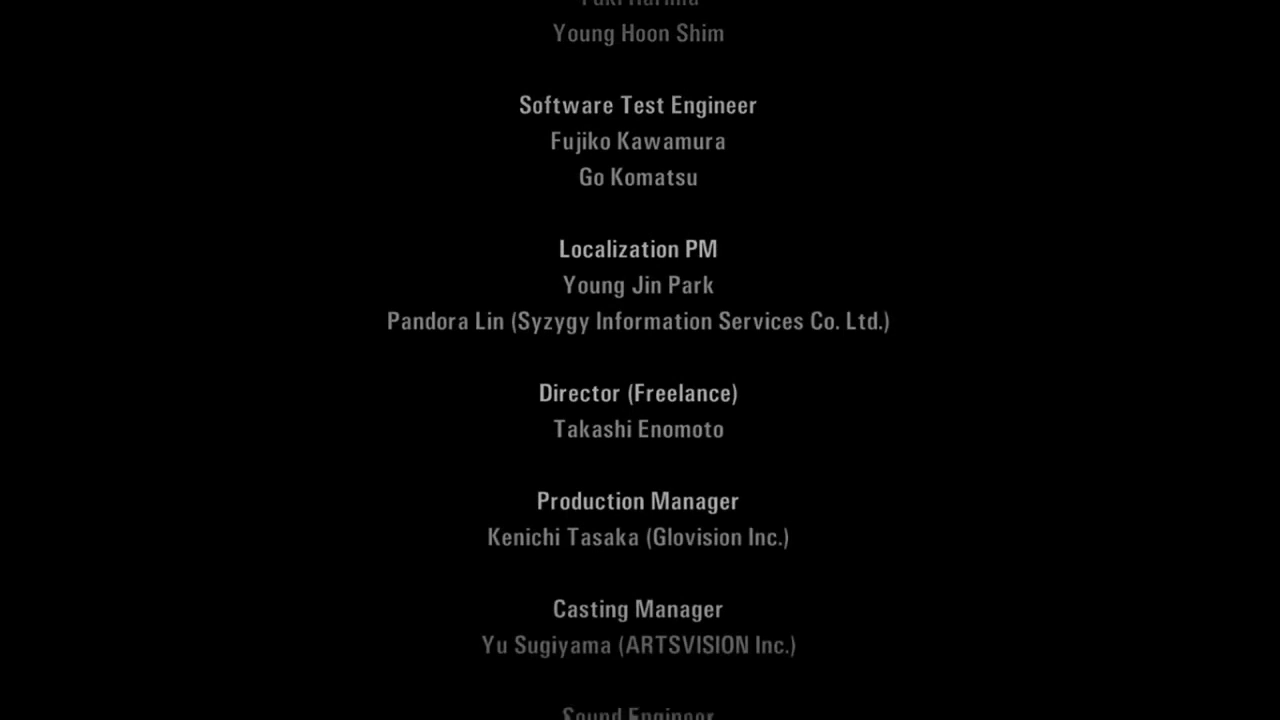 Young Hoon Shim
Software Test Engineer
Fujiko Kawamura
Go Komatsu
Localization PM
Young Jin Park
Pandora Lin (Syzygy Information Services Co. Ltd.)
Director (Freelance)
Takashi Enomoto
Production Manager
Kenichi Tasaka (Glovision Inc.)
Casting Manager
Yu Sugiyama (ARTSVISION Inc.)
Sound Engineer